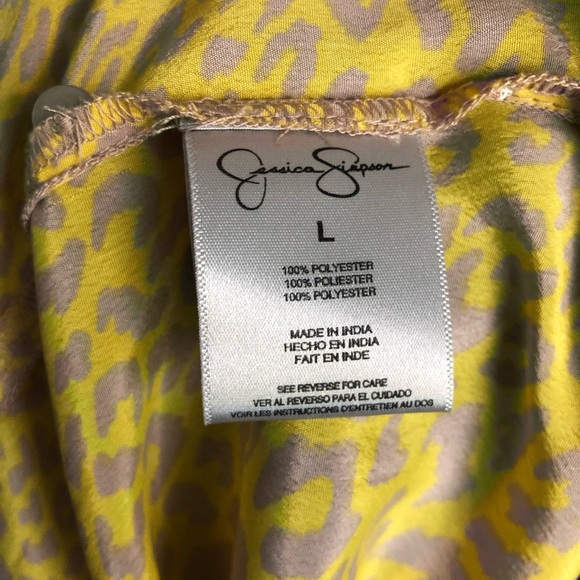 Jessica Simpson
L
100% POLYESTER
100% POLIESTER
100% POLYESTER
MADE IN INDIA
HECHO EN INDIA
FAIT EN INDE
SEE REVERSE FOR CARE
VER AL REVERSO PARA EL CUIDADO
VOIR LES INSTRUCTIONS D'ENTRETIEN AU DOS